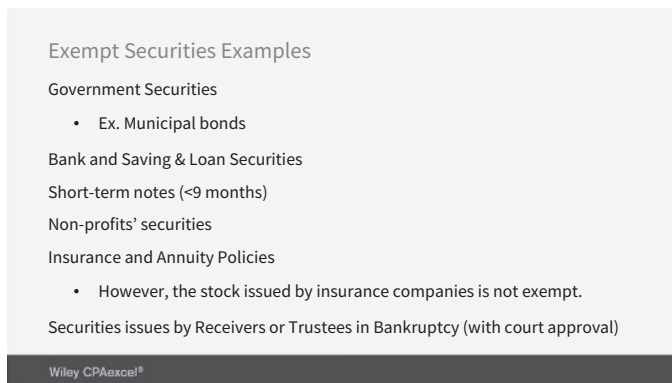 Exempt Securities Examples
Government Securities
• Ex. Municipal bonds
Bank and Saving & Loan Securities
Short-term notes (<9 months)
Non-profits’ securities
Insurance and Annuity Policies
• However, the stock issued by insurance companies is not exempt.
Securities issues by Receivers or Trustees in Bankruptcy (with court approval)
Wiley CPAexcel®